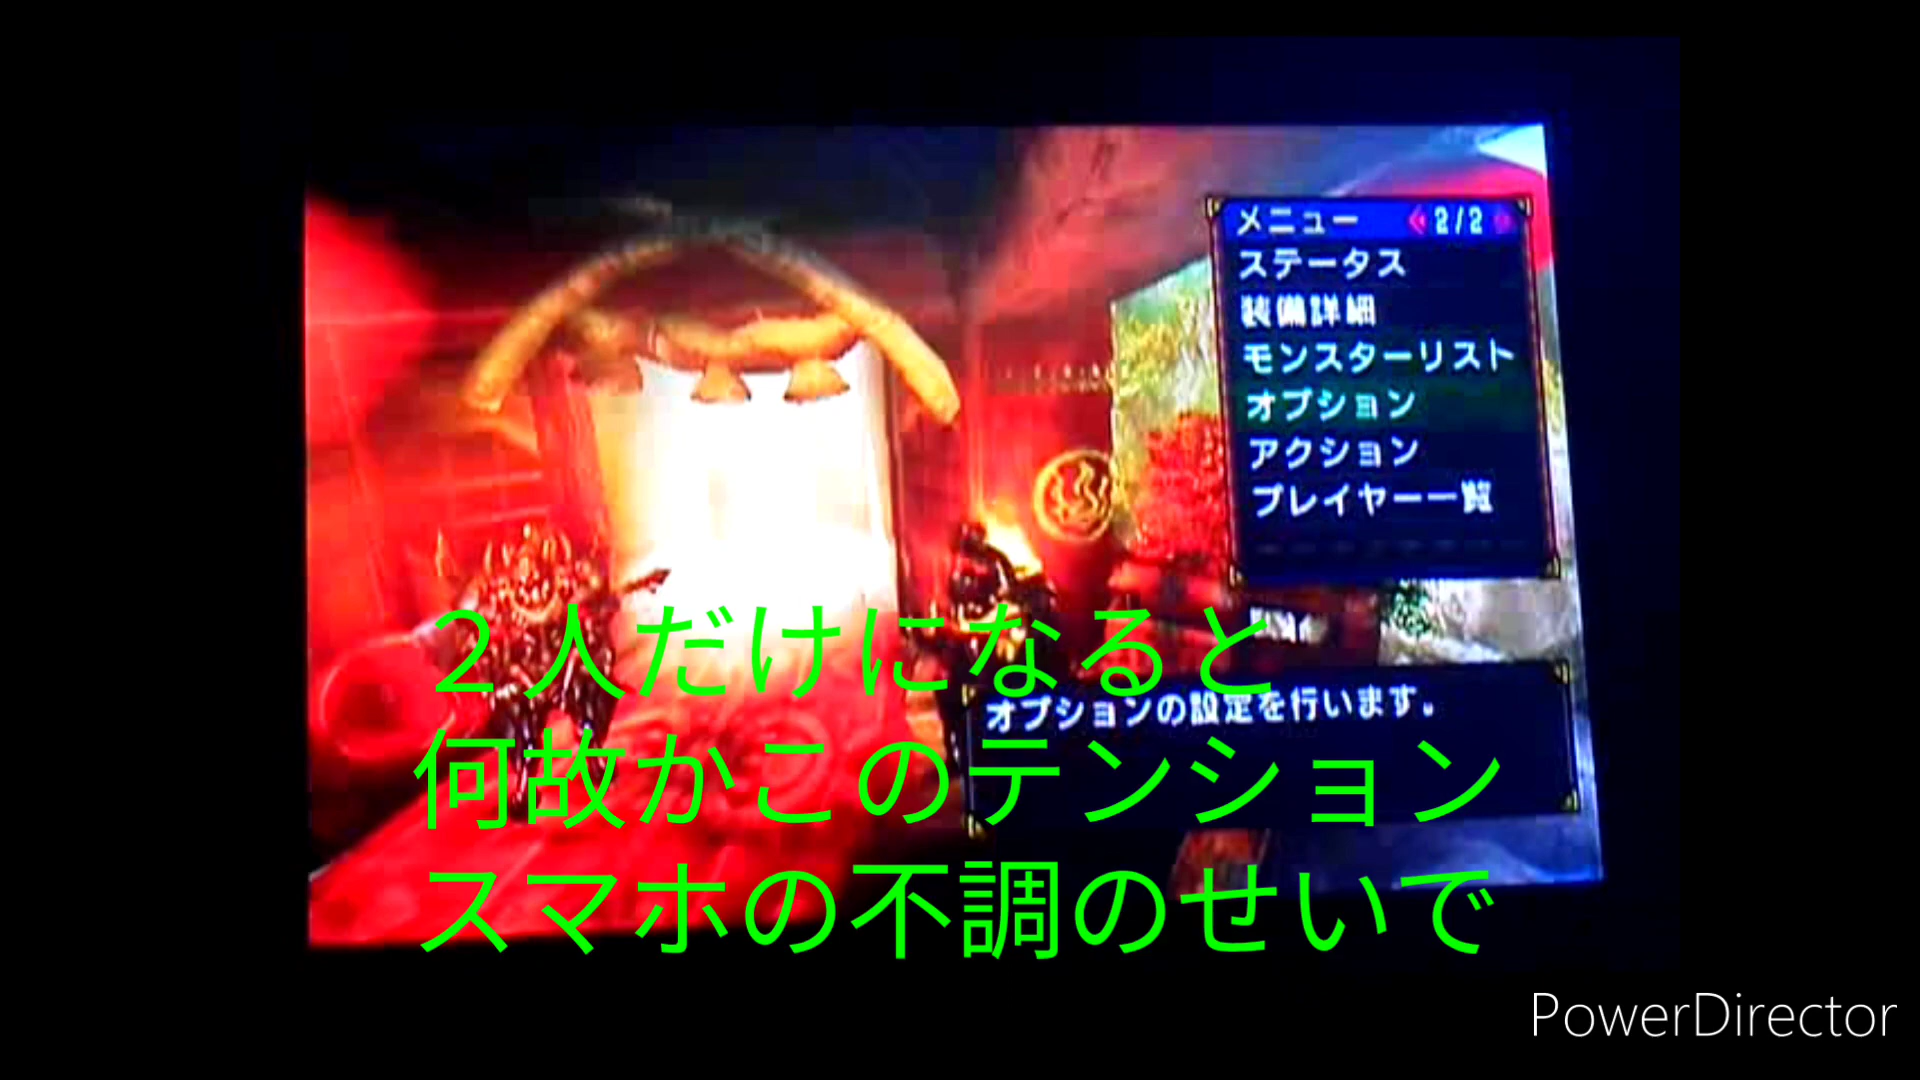 メニュー 2/2
ステータス
装備詳細
モンスターリスト
オプション
アクション
プレイヤー一覧
オプションの設定を行います。
２人だけになると
何故かこのテンション
スマホの不調のせいで
PowerDirector